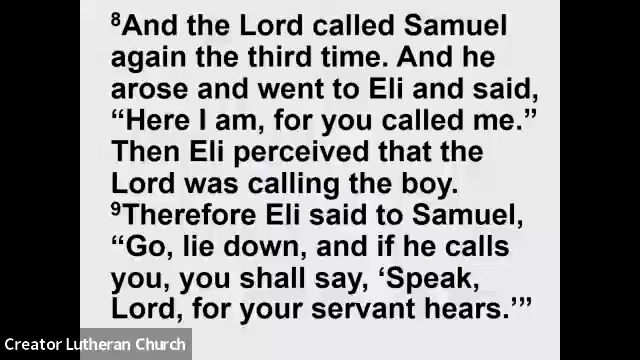 ⁸And the Lord called Samuel
again the third time. And he
arose and went to Eli and said,
“Here I am, for you called me.”
Then Eli perceived that the
Lord was calling the boy.
⁹Therefore Eli said to Samuel,
“Go, lie down, and if he calls
you, you shall say, ‘Speak,
Lord, for your servant hears.’”
Creator Lutheran Church